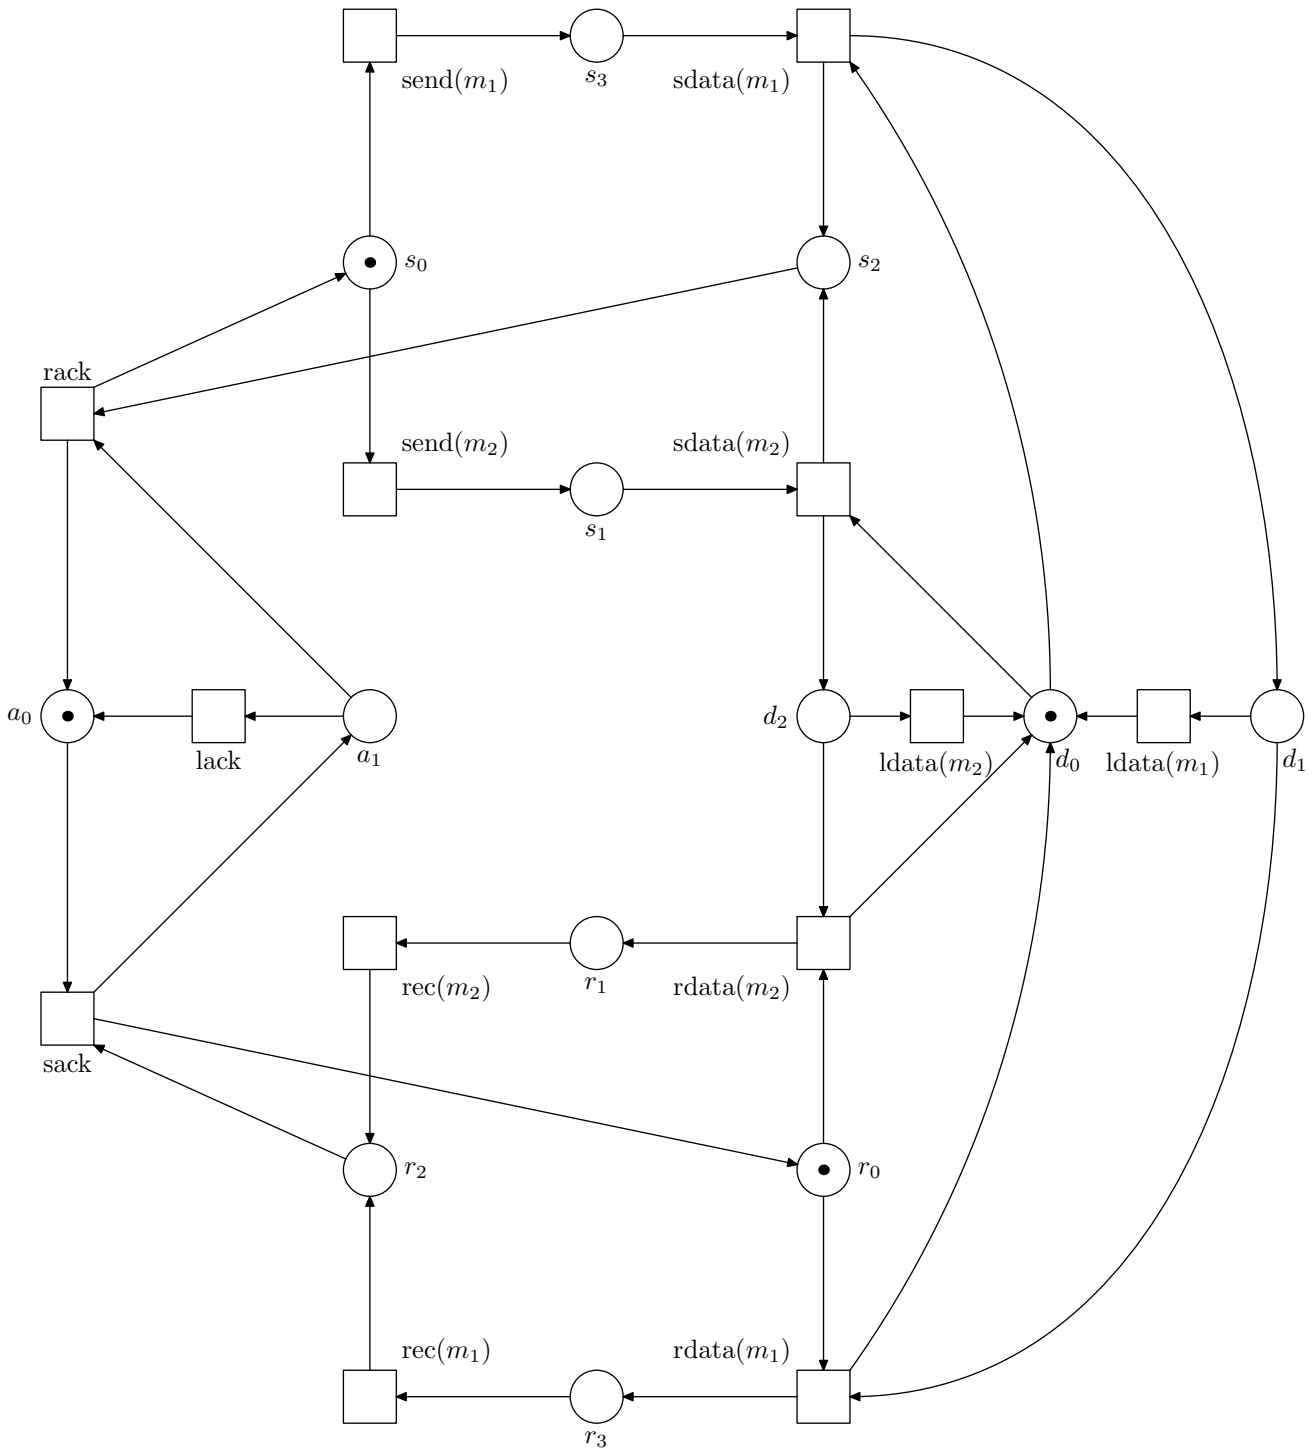 send(m₁)
s₃
sdata(m₁)
s₀
s₂
rack
send(m₂)
sdata(m₂)
s₁
a₀
lack
a₁
d₂
ldata(m₂)
d₀
ldata(m₁)
d₁
rec(m₂)
r₁
rdata(m₂)
sack
r₂
r₀
rec(m₁)
rdata(m₁)
r₃